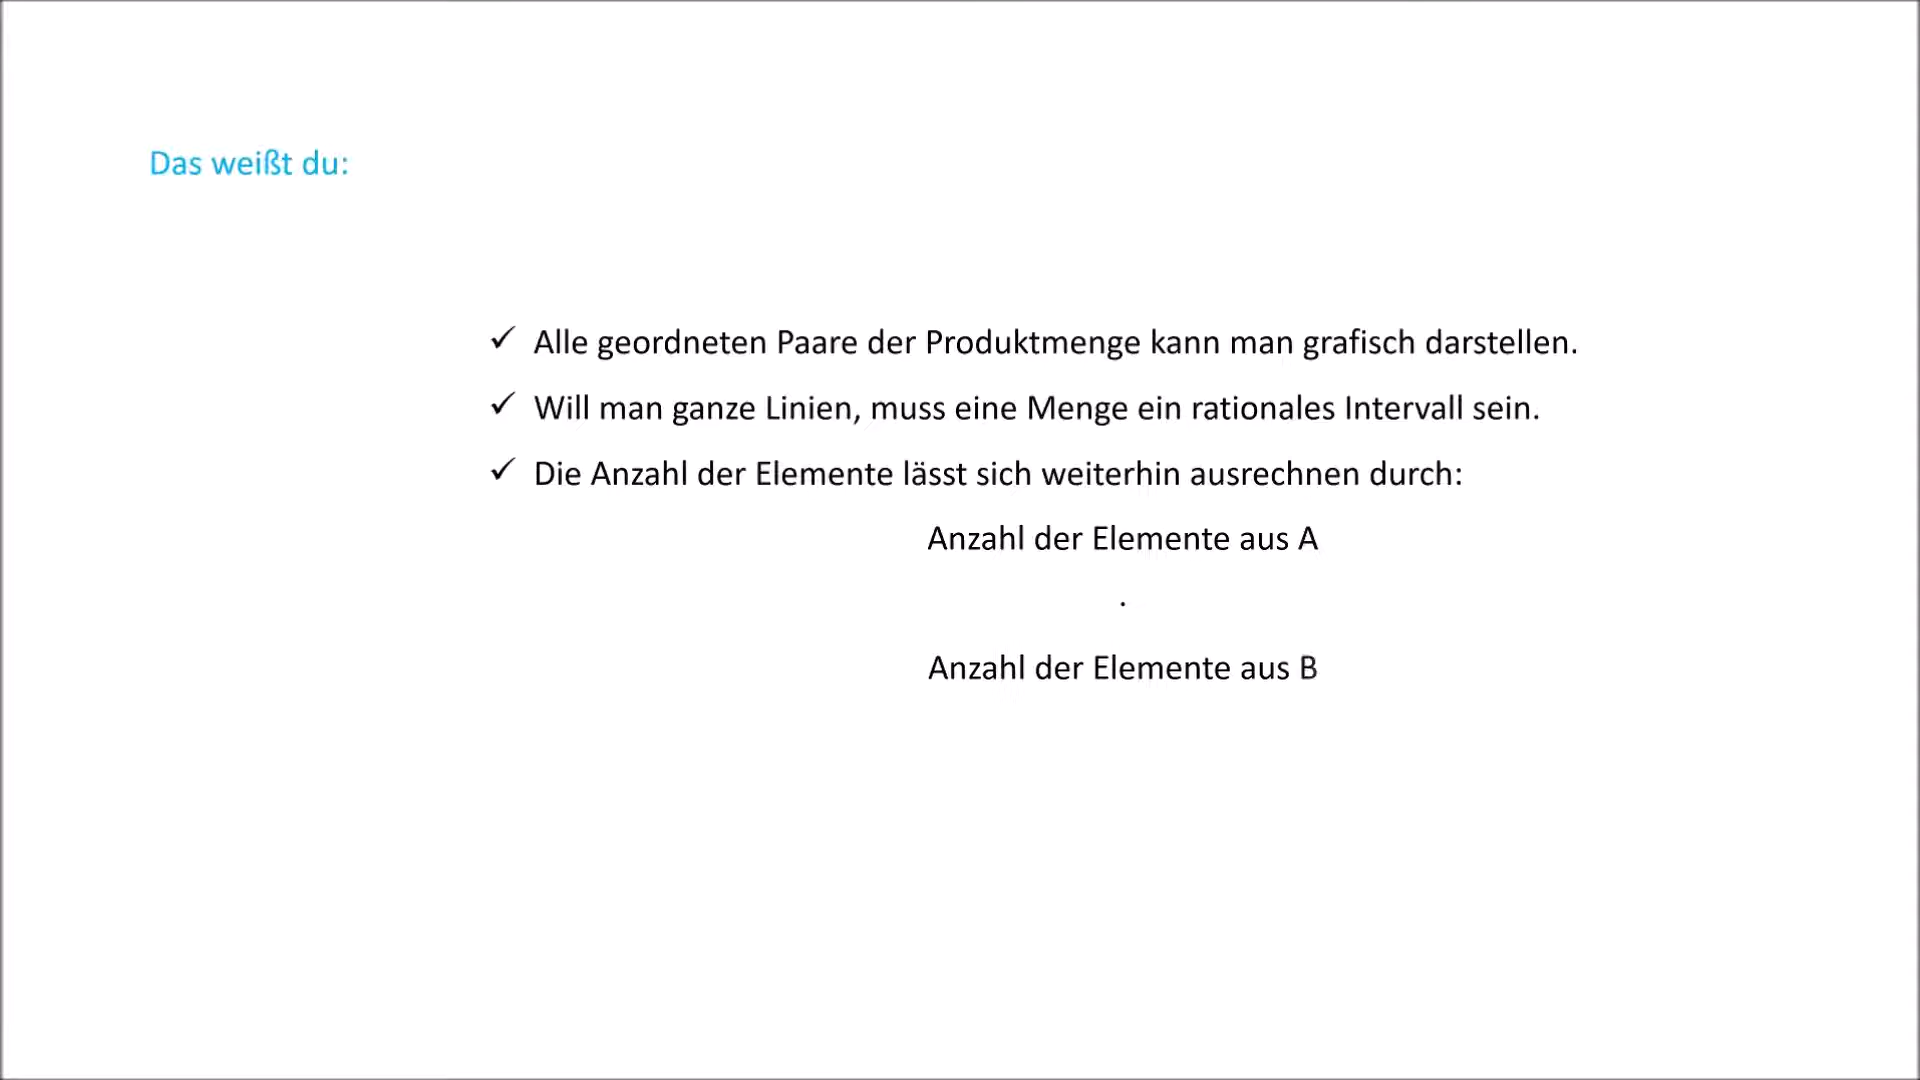 Das weißt du:
✓ Alle geordneten Paare der Produktmenge kann man grafisch darstellen.
✓ Will man ganze Linien, muss eine Menge ein rationales Intervall sein.
✓ Die Anzahl der Elemente lässt sich weiterhin ausrechnen durch:
Anzahl der Elemente aus A
·
Anzahl der Elemente aus B